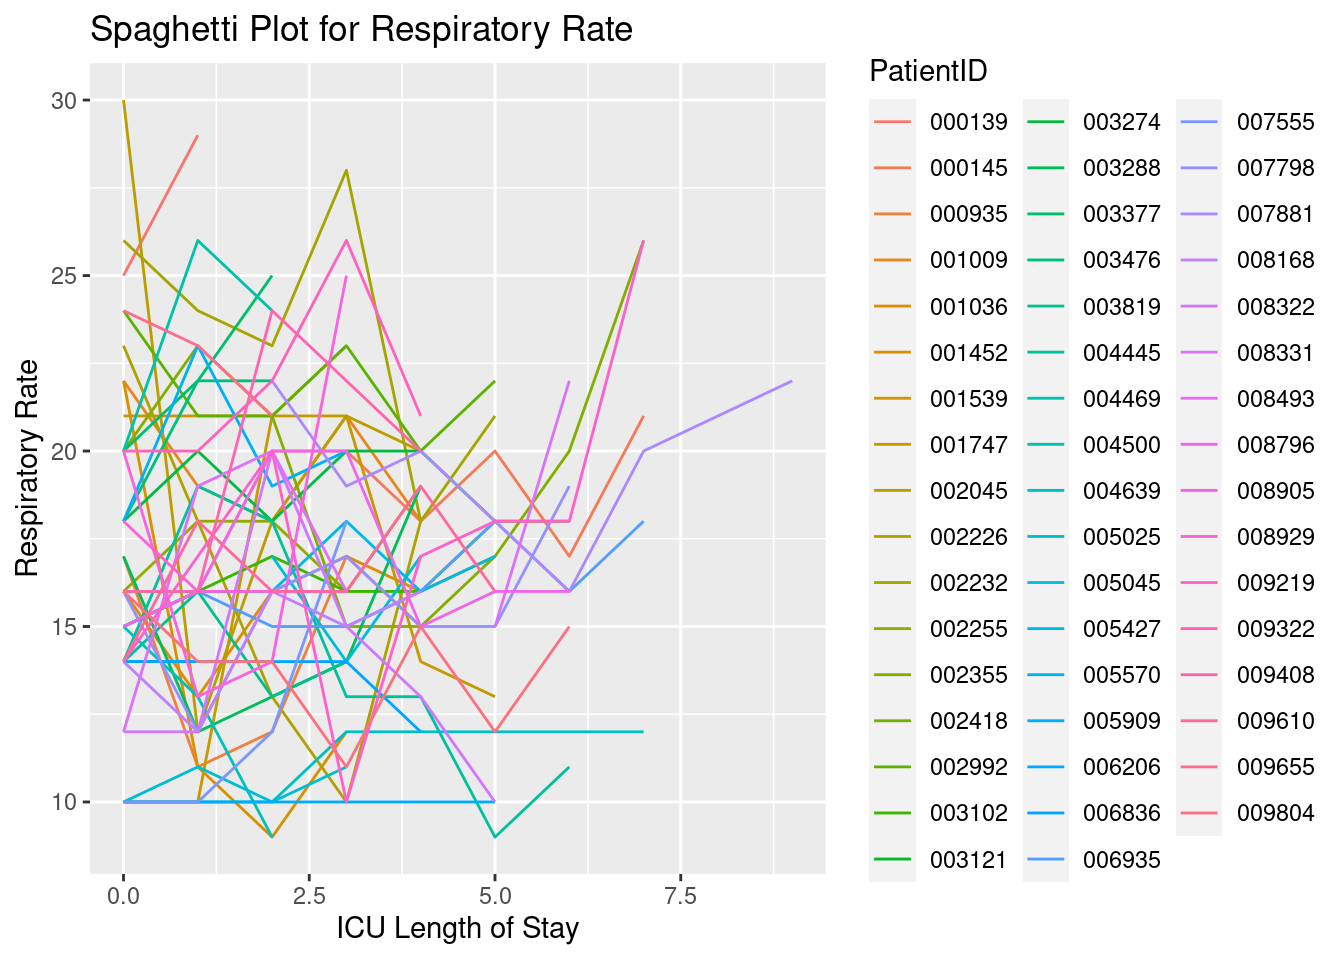 Spaghetti Plot for Respiratory Rate
Respiratory Rate
30
25
20
15
10
0.0 2.5 5.0 7.5
ICU Length of Stay
PatientID
000139 003274 007555
000145 003288 007798
000935 003377 007881
001009 003476 008168
001036 003819 008322
001452 004445 008331
001539 004469 008493
001747 004500 008796
002045 004639 008905
002226 005025 008929
002232 005045 009219
002255 005427 009322
002355 005570 009408
002418 005909 009610
002992 006206 009655
003102 006836 009804
003121 006935